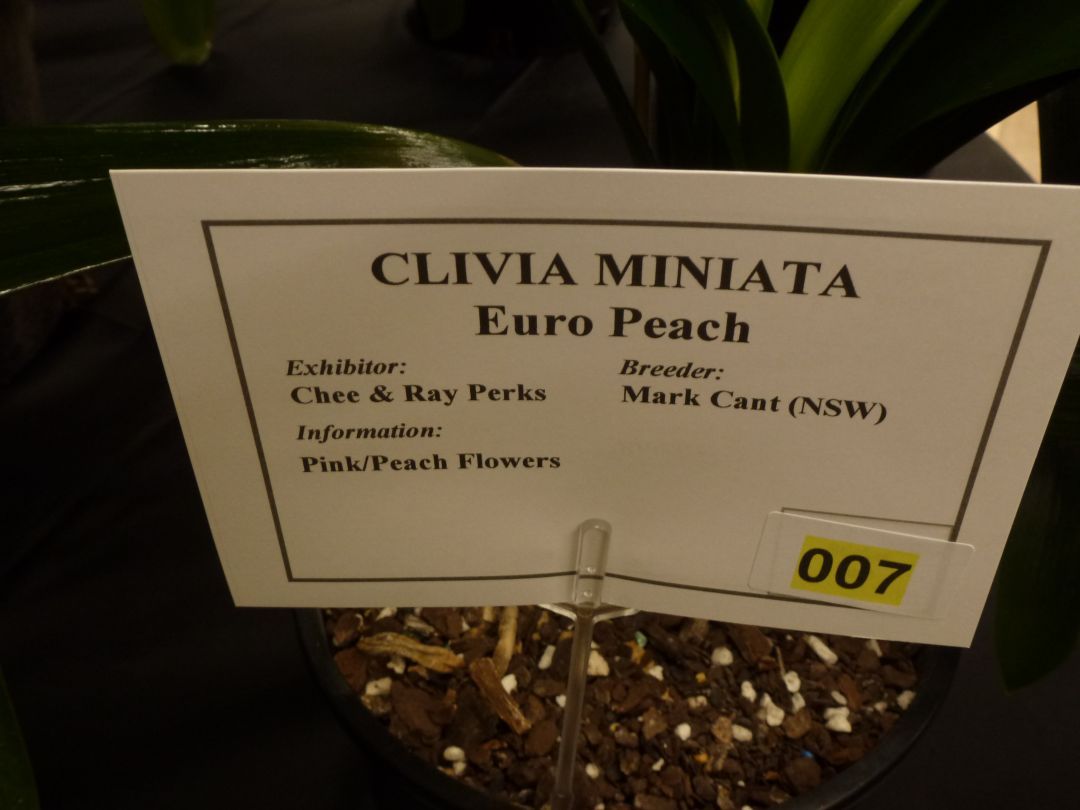 CLIVIA MINIATA
Euro Peach
Exhibitor:
Chee & Ray Perks
Breeder:
Mark Cant (NSW)
Information:
Pink/Peach Flowers
007